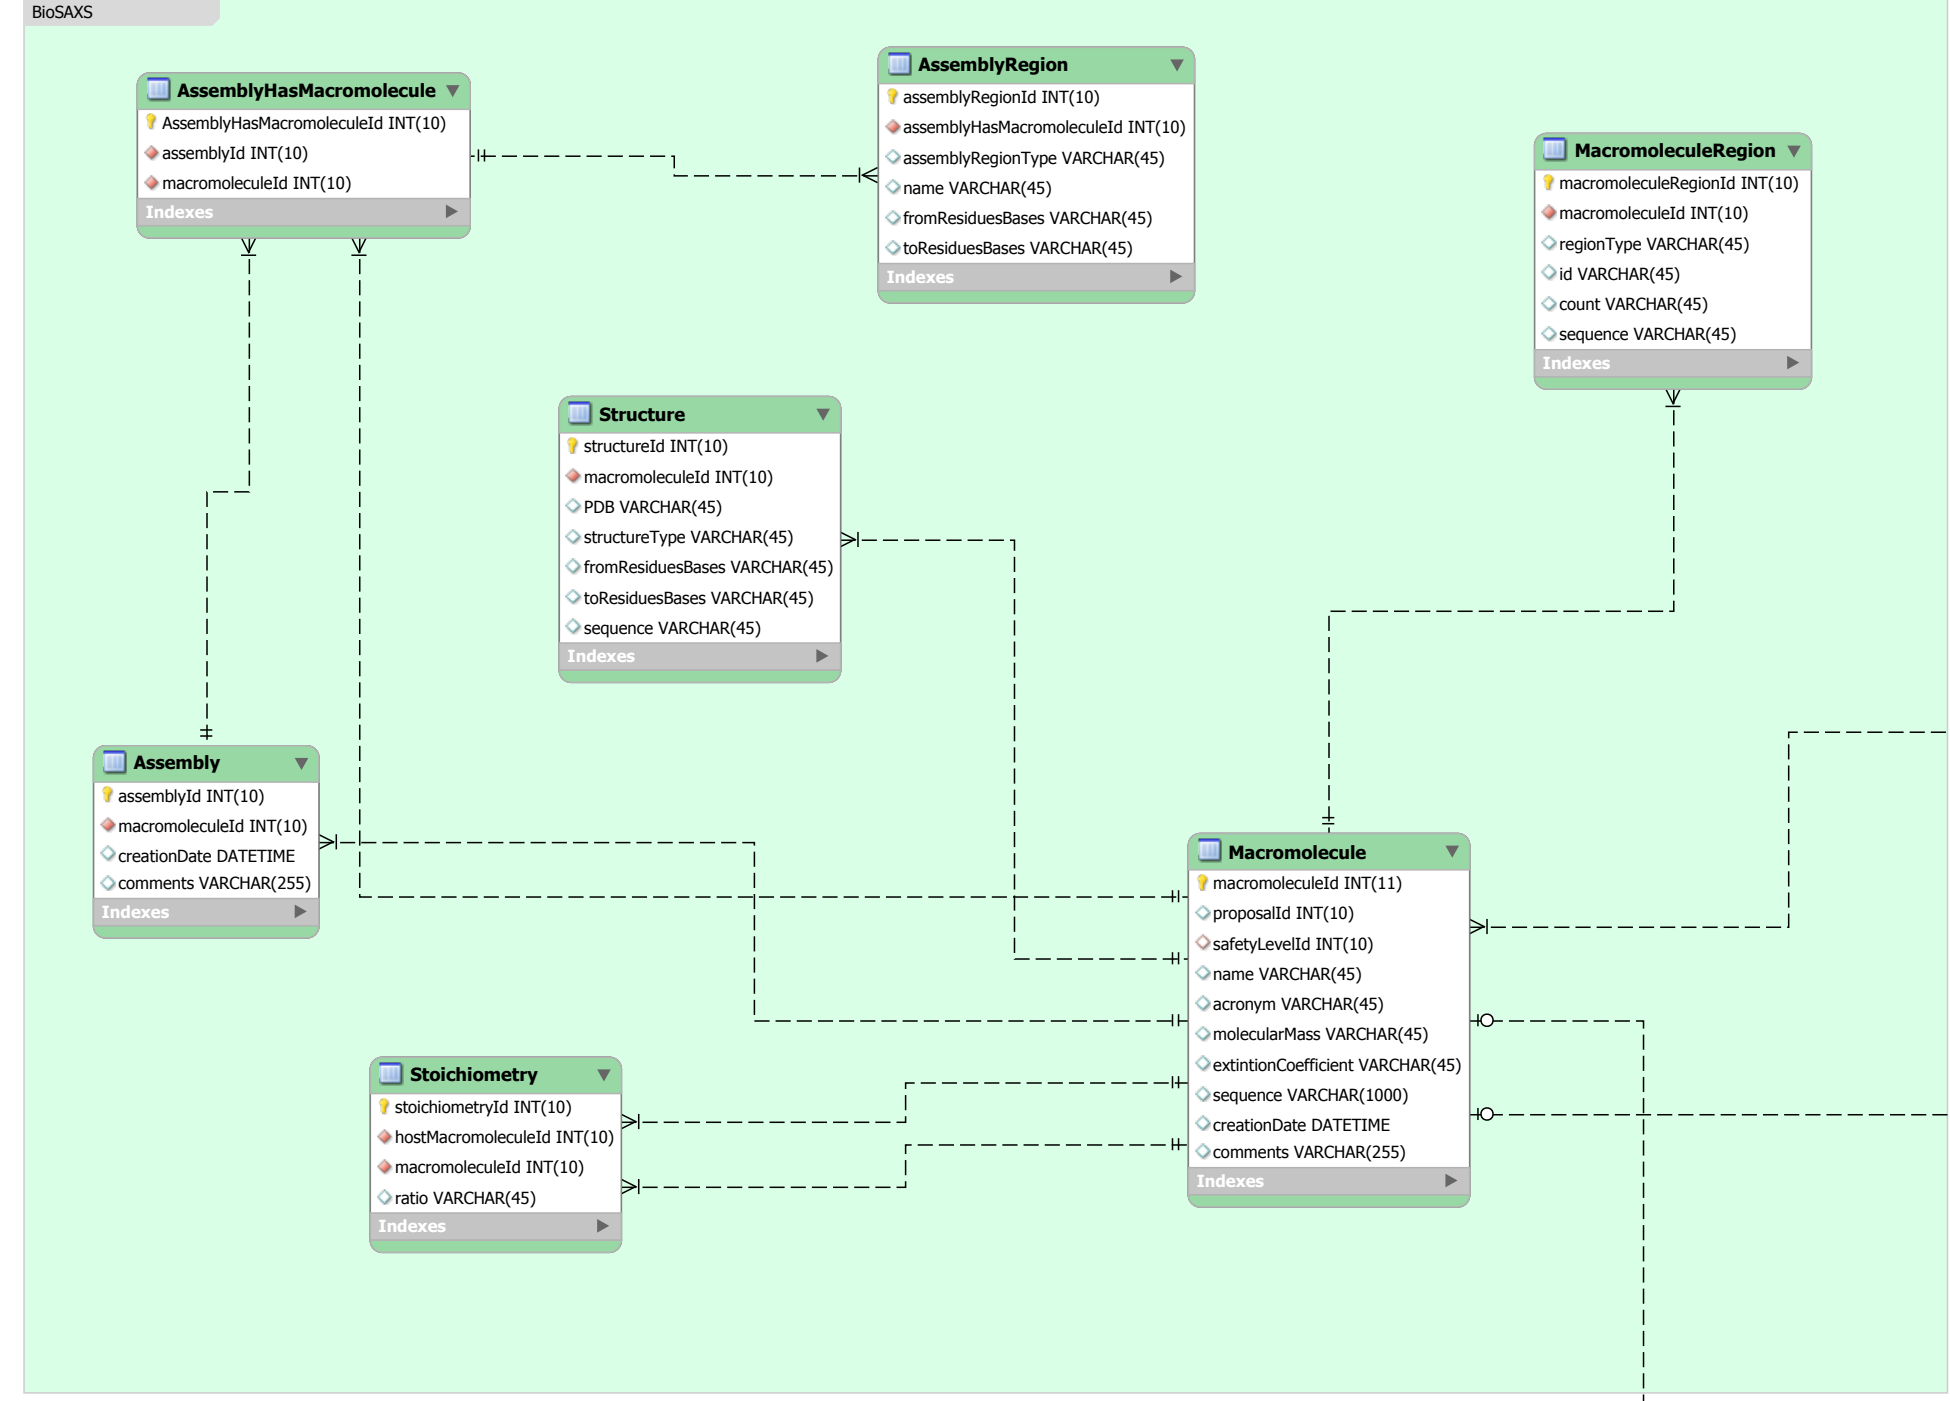 BioSAXS
AssemblyHasMacromolecule
AssemblyHasMacromoleculeId INT(10)
assemblyId INT(10)
macromoleculeId INT(10)
Indexes
AssemblyRegion
assemblyRegionId INT(10)
assemblyHasMacromoleculeId INT(10)
assemblyRegionType VARCHAR(45)
name VARCHAR(45)
fromResiduesBases VARCHAR(45)
toResiduesBases VARCHAR(45)
Indexes
MacromoleculeRegion
macromoleculeRegionId INT(10)
macromoleculeId INT(10)
regionType VARCHAR(45)
id VARCHAR(45)
count VARCHAR(45)
sequence VARCHAR(45)
Indexes
Structure
structureId INT(10)
macromoleculeId INT(10)
PDB VARCHAR(45)
structureType VARCHAR(45)
fromResiduesBases VARCHAR(45)
toResiduesBases VARCHAR(45)
sequence VARCHAR(45)
Indexes
Assembly
assemblyId INT(10)
macromoleculeId INT(10)
creationDate DATETIME
comments VARCHAR(255)
Indexes
Macromolecule
macromoleculeId INT(11)
proposalId INT(10)
safetyLevelId INT(10)
name VARCHAR(45)
acronym VARCHAR(45)
molecularMass VARCHAR(45)
extintionCoefficient VARCHAR(45)
sequence VARCHAR(1000)
creationDate DATETIME
comments VARCHAR(255)
Indexes
Stoichiometry
stoichiometryId INT(10)
hostMacromoleculeId INT(10)
macromoleculeId INT(10)
ratio VARCHAR(45)
Indexes